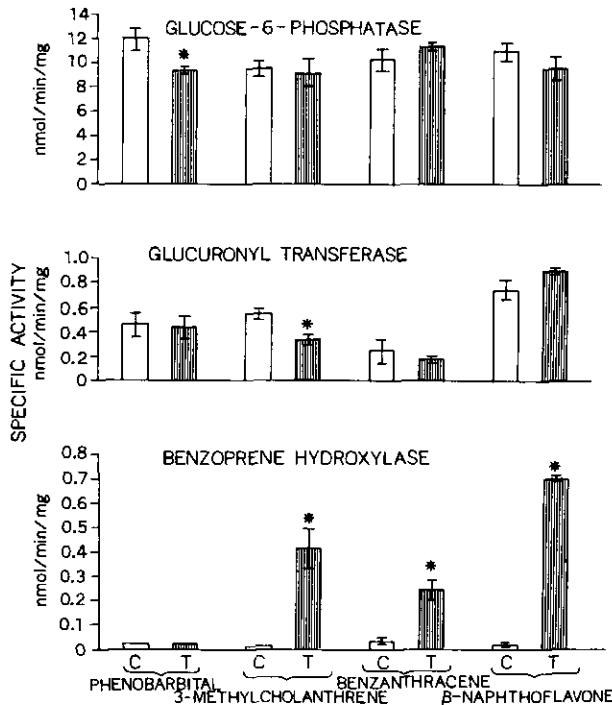 GLUCOSE-6-PHOSPHATASE
14
12
10
8
6
4
2
0
nmol/min/mg
*
GLUCURONYL TRANSFERASE
1.0
0.8
0.6
0.4
0.2
0
SPECIFIC ACTIVITY
nmol/min/mg
*
BENZOPRENE HYDROXYLASE
0.7
0.6
0.5
0.4
0.3
0.2
0.1
0
nmol/min/mg
* * *
C T C T C T C T
PHENOBARBITAL
3-METHYLCHOLANTHRENE
BENZANTHRACENE
β-NAPHTHOFLAVONE